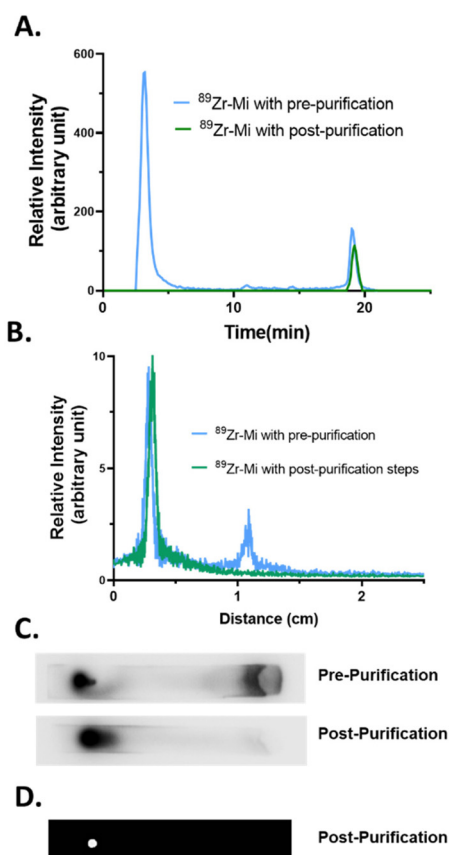 A.
600
400
200
0
Relative Intensity
(arbitrary unit)
⁸⁹Zr-Mi with pre-purification
⁸⁹Zr-Mi with post-purification
0 10 20
Time(min)
B.
10
5
0
Relative Intensity
(arbitrary unit)
⁸⁹Zr-Mi with pre-purification
⁸⁹Zr-Mi with post-purification steps
0 1 2
Distance (cm)
C.
Pre-Purification
Post-Purification
D.
Post-Purification